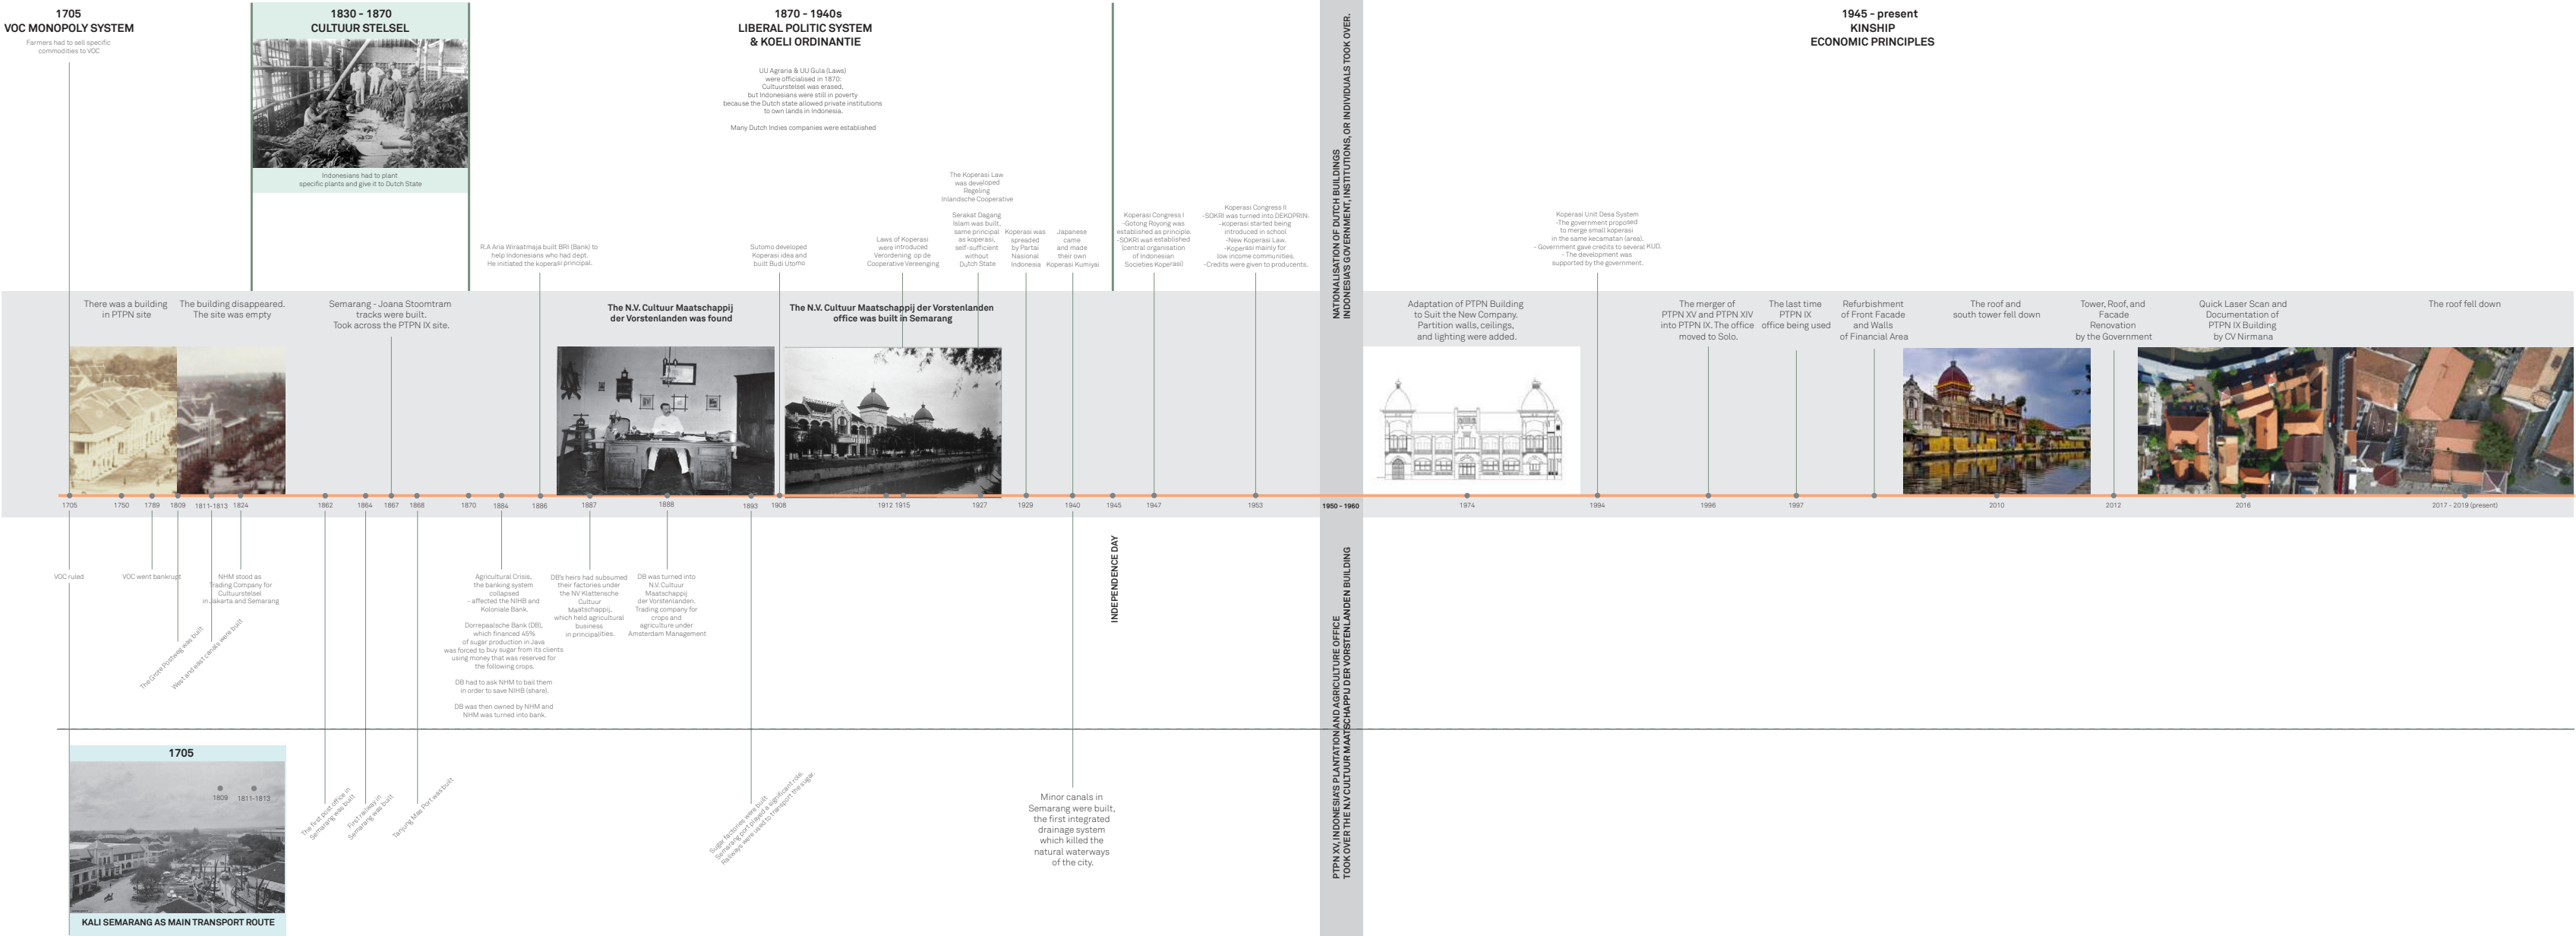 1705
VOC MONOPOLY SYSTEM
Farmers had to sell specific
commodities to VOC
1830 - 1870
CULTUUR STELSEL
Indonesians had to plant
specific plants and give it to Dutch State
1870 - 1940s
LIBERAL POLITIC SYSTEM
& KOELI ORDINANTIE
UU Agraria & UU Gula (Laws)
were officialised in 1870:
Cultuurstelsel was erased,
but Indonesians were still in poverty
because the Dutch state allowed private institutions
to own lands in Indonesia.
Many Dutch Indies companies were established
1945 - present
KINSHIP
ECONOMIC PRINCIPLES
R.A Aria Wiraatmaja built BRI (Bank) to
help Indonesians who had dept.
He initiated the koperasi principal.
Sutomo developed
Koperasi idea and
built Budi Utomo
Laws of Koperasi
were introduced
Verordening op de
Cooperative Vereenging
The Koperasi Law
was developed
Regeling
Inlandsche Cooperative
Serakat Dagang
Islam was built,
same principal
as koperasi,
self-sufficient
without
Dutch State
Koperasi was
spreaded
by Partai
Nasional
Indonesia
Japanese
came
and made
their own
Koperasi Kumiyai
Koperasi Congress I
-Gotong Royong was
established as principle.
-SOKRI was established
(central organisation
of Indonesian
Societies Koperasi)
Koperasi Congress II
-SOKRI was turned into DEKOPRIN.
-Koperasi started being
introduced in school
-New Koperasi Law.
-Koperasi mainly for
low income communities.
-Credits were given to producents.
NATIONALISATION OF DUTCH BUILDINGS
INDONESIA'S GOVERNMENT, INSTITUTIONS, OR INDIVIDUALS TOOK OVER.
Koperasi Unit Desa System
-The government proposed
to merge small koperasi
in the same kecamatan (area).
- Government gave credits to several KUD.
- The development was
supported by the government.
There was a building
in PTPN site
The building disappeared.
The site was empty
Semarang - Joana Stoomtram
tracks were built.
Took across the PTPN IX site.
The N.V. Cultuur Maatschappij
der Vorstenlanden was found
The N.V. Cultuur Maatschappij der Vorstenlanden
office was built in Semarang
Adaptation of PTPN Building
to Suit the New Company.
Partition walls, ceilings,
and lighting were added.
The merger of
PTPN XV and PTPN XIV
into PTPN IX. The office
moved to Solo.
The last time
PTPN IX
office being used
Refurbishment
of Front Facade
and Walls
of Financial Area
The roof and
south tower fell down
Tower, Roof, and
Facade
Renovation
by the Government
Quick Laser Scan and
Documentation of
PTPN IX Building
by CV Nirmana
The roof fell down
1705
1750
1789
1809
1811-1813
1824
1862
1864
1867
1868
1870
1884
1886
1887
1888
1893
1908
1912
1915
1927
1929
1940
1945
1947
1953
1950 - 1960
1974
1994
1996
1997
2010
2012
2016
2017 - 2019 (present)
VOC ruled
VOC went bankrupt
NHM stood as
Trading Company for
Cultuurstelsel
in Jakarta and Semarang
The Grote Postweg was built
West and east canals were built
Agricultural Crisis,
the banking system
collapsed
- affected the NIHB and
Koloniale Bank.
Dorrepaalsche Bank (DB),
which financed 45%
of sugar production in Java
was forced to buy sugar from its clients
using money that was reserved for
the following crops.
DB had to ask NHM to bail them
in order to save NIHB (share).
DB was then owned by NHM and
NHM was turned into bank.
DB's heirs had subsumed
their factories under
the NV Klattensche
Cultuur
Maatschappij,
which held agricultural
business
in principalities.
DB was turned into
N.V. Cultuur
Maatschappij
der Vorstenlanden.
Trading company for
crops and
agriculture under
Amsterdam Management
INDEPENDENCE DAY
PTPN XV, INDONESIA'S PLANTATION AND AGRICULTURE OFFICE
TOOK OVER THE N.V CULTUUR MAATSCHAPPIJ DER VORSTENLANDEN BUILDING
1705
1809
1811-1813
KALI SEMARANG AS MAIN TRANSPORT ROUTE
The first post office in
Semarang was built
First railway in
Semarang was built
Tanjung Mas Port was built
Sugar factories were built
Semarang port played a significant role.
Railways were used to transport the sugar.
Minor canals in
Semarang were built,
the first integrated
drainage system
which killed the
natural waterways
of the city.